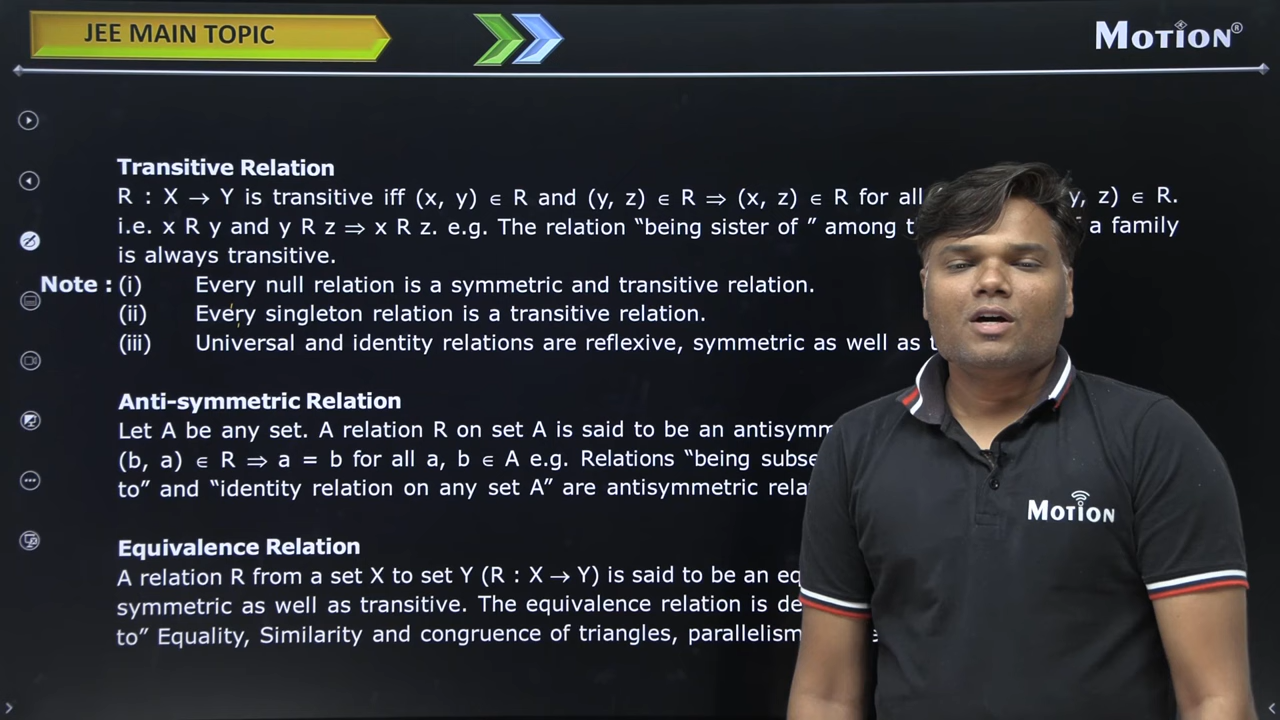 JEE MAIN TOPIC
MOTION®
Transitive Relation
R : X → Y is transitive iff (x, y) ∈ R and (y, z) ∈ R ⇒ (x, z) ∈ R for all y, z) ∈ R.
i.e. x R y and y R z ⇒ x R z. e.g. The relation “being sister of ” among a family
is always transitive.
Note : (i) Every null relation is a symmetric and transitive relation.
(ii) Every singleton relation is a transitive relation.
(iii) Universal and identity relations are reflexive, symmetric as well as
Anti-symmetric Relation
Let A be any set. A relation R on set A is said to be an
(b, a) ∈ R ⇒ a = b for all a, b ∈ A e.g. Relations “being
to” and “identity relation on any set A” are antisymmetric
Equivalence Relation
A relation R from a set X to set Y (R : X → Y) is said to be an
symmetric as well as transitive. The equivalence relation is
to” Equality, Similarity and congruence of triangles, parallelism
MOTION